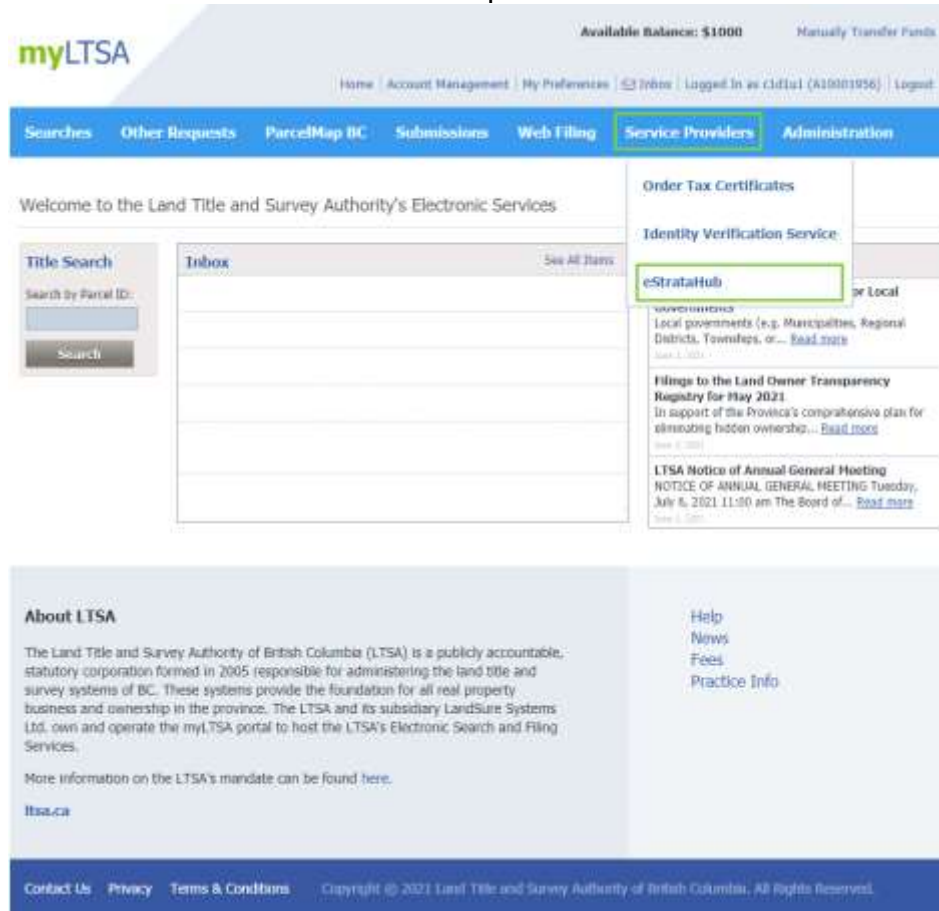 myLTSA
Available Balance: $1000 Manually Transfer Funds
Home | Account Management | My Preferences | Inbox | Logged In as c1d1u1 (A10001956) | Logout
Searches Other Requests ParcelMap BC Submissions Web Filing Service Providers Administration
Order Tax Certificates
Identity Verification Service
eStrataHub
Welcome to the Land Title and Survey Authority's Electronic Services
Title Search
Search by Parcel ID:
Search
Inbox See All Items
or Local
Governments
Local governments (e.g. Municipalities, Regional
Districts, Townships, or... Read more
Filings to the Land Owner Transparency
Registry for May 2021
In support of the Province's comprehensive plan for
eliminating hidden ownership... Read more
LTSA Notice of Annual General Meeting
NOTICE OF ANNUAL GENERAL MEETING Tuesday,
July 6, 2021 11:00 am The Board of... Read more
About LTSA
The Land Title and Survey Authority of British Columbia (LTSA) is a publicly accountable,
statutory corporation formed in 2005 responsible for administering the land title and
survey systems of BC. These systems provide the foundation for all real property
business and ownership in the province. The LTSA and its subsidiary LandSure Systems
Ltd. own and operate the myLTSA portal to host the LTSA's Electronic Search and Filing
Services.
More information on the LTSA's mandate can be found here.
ltsa.ca
Help
News
Fees
Practice Info
Contact Us Privacy Terms & Conditions Copyright © 2021 Land Title and Survey Authority of British Columbia. All Rights Reserved.